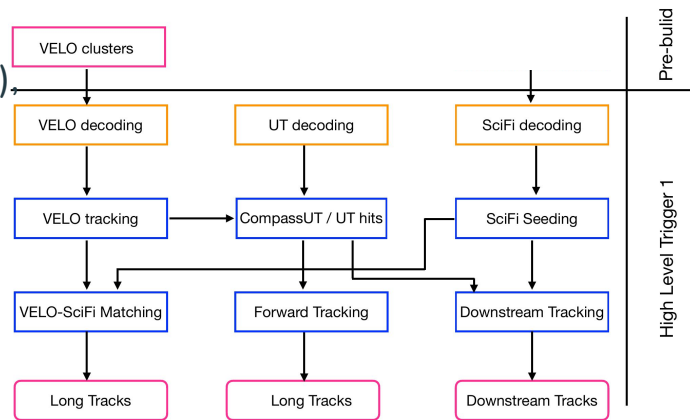 VELO clusters
Pre-bulid
VELO decoding
UT decoding
SciFi decoding
VELO tracking
CompassUT / UT hits
SciFi Seeding
High Level Trigger 1
VELO-SciFi Matching
Forward Tracking
Downstream Tracking
Long Tracks
Long Tracks
Downstream Tracks